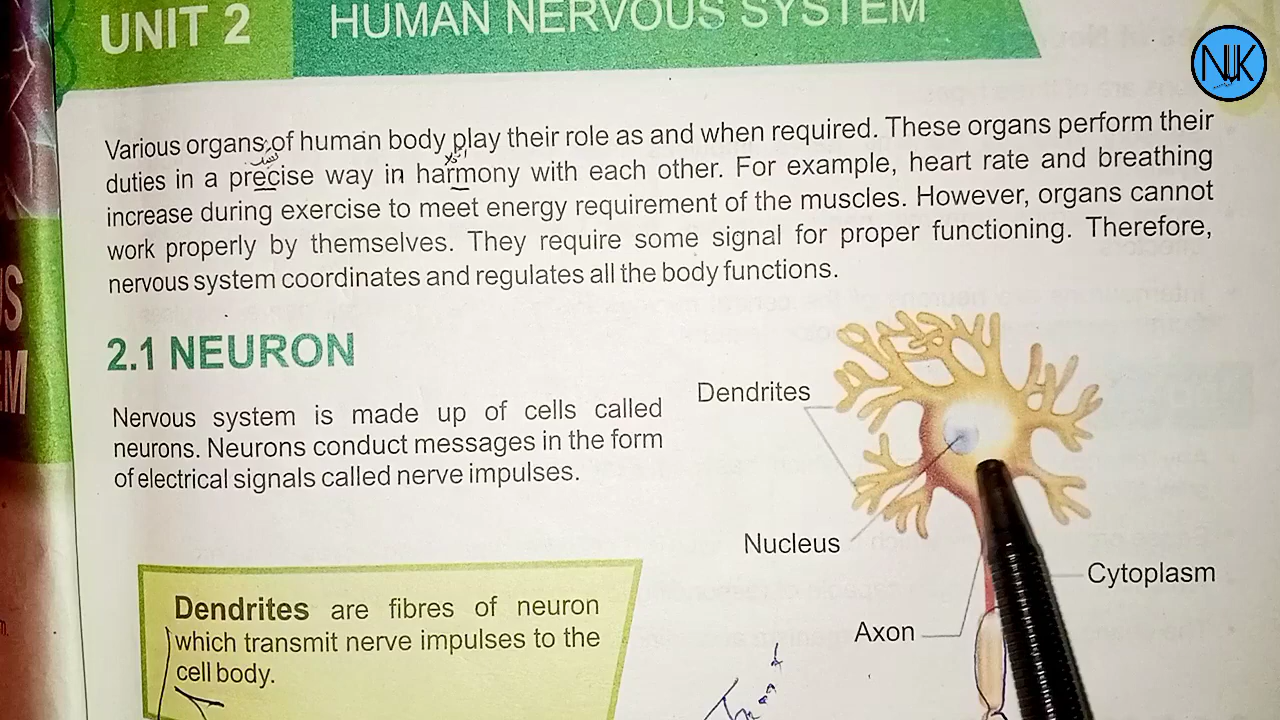 UNIT 2
HUMAN NERVOUS SYSTEM
NK
Various organs of human body play their role as and when required. These organs perform their
duties in a precise way in harmony with each other. For example, heart rate and breathing
increase during exercise to meet energy requirement of the muscles. However, organs cannot
work properly by themselves. They require some signal for proper functioning. Therefore,
nervous system coordinates and regulates all the body functions.
2.1 NEURON
Nervous system is made up of cells called
neurons. Neurons conduct messages in the form
of electrical signals called nerve impulses.
Dendrites
Nucleus
Cytoplasm
Axon
Dendrites are fibres of neuron
which transmit nerve impulses to the
cell body.